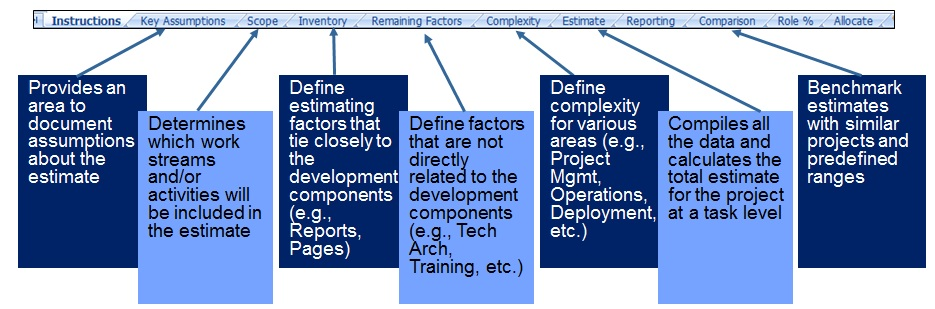 Instructions Key Assumptions Scope Inventory Remaining Factors Complexity Estimate Reporting Comparison Role % Allocate
Provides an
area to
document
assumptions
about the
estimate
Determines
which work
streams
and/or
activities will
be included in
the estimate
Define
estimating
factors that
tie closely to
the
development
components
(e.g.,
Reports,
Pages)
Define factors
that are not
directly
related to the
development
components
(e.g., Tech
Arch,
Training, etc.)
Define
complexity
for various
areas (e.g.,
Project
Mgmt,
Operations,
Deployment,
etc.)
Compiles all
the data and
calculates the
total estimate
for the project
at a task level
Benchmark
estimates
with similar
projects and
predefined
ranges